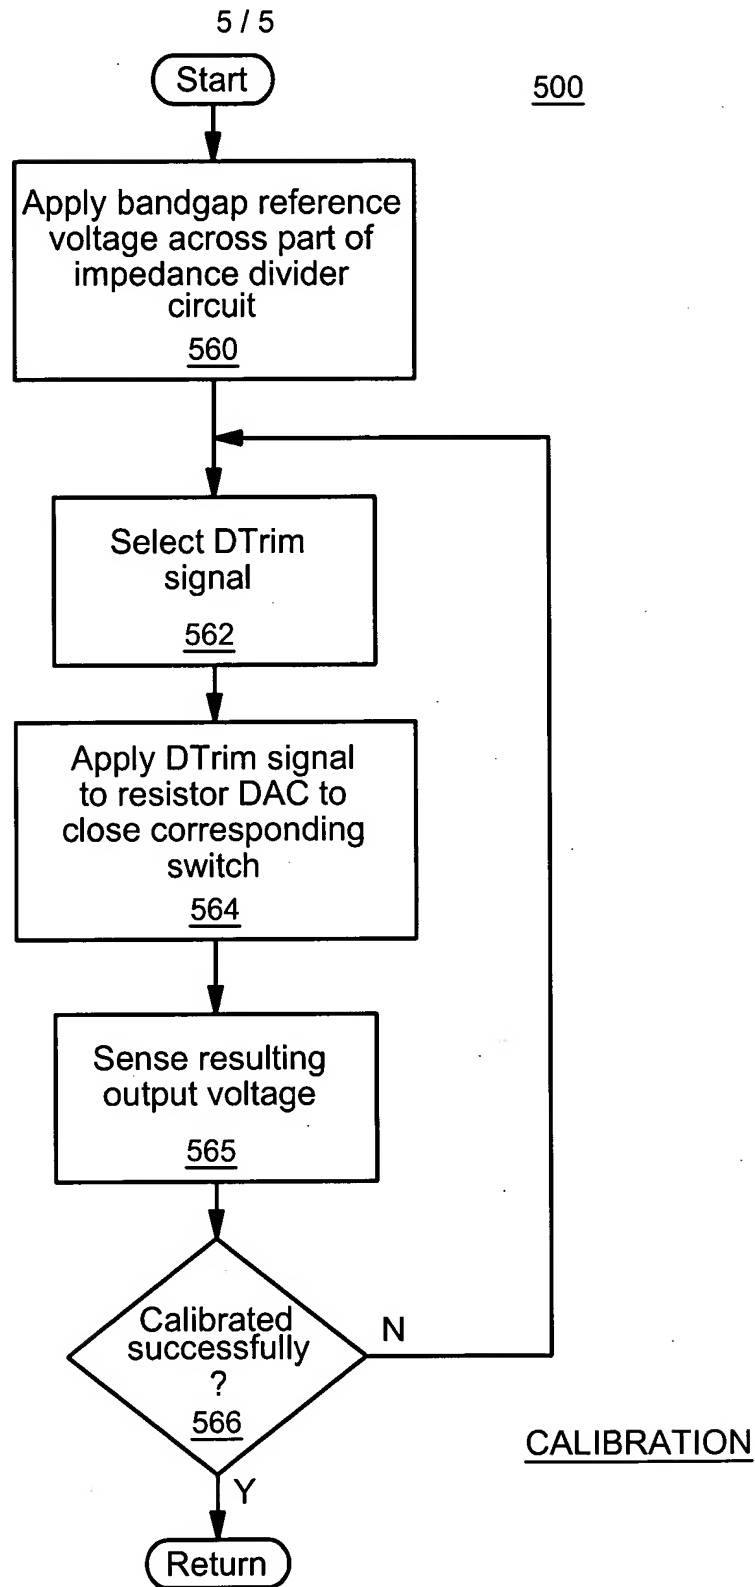 5 / 5
Start
500
Apply bandgap reference
voltage across part of
impedance divider
circuit
560
Select DTrim
signal
562
Apply DTrim signal
to resistor DAC to
close corresponding
switch
564
Sense resulting
output voltage
565
Calibrated
successfully
?
566
N
CALIBRATION
Y
Return